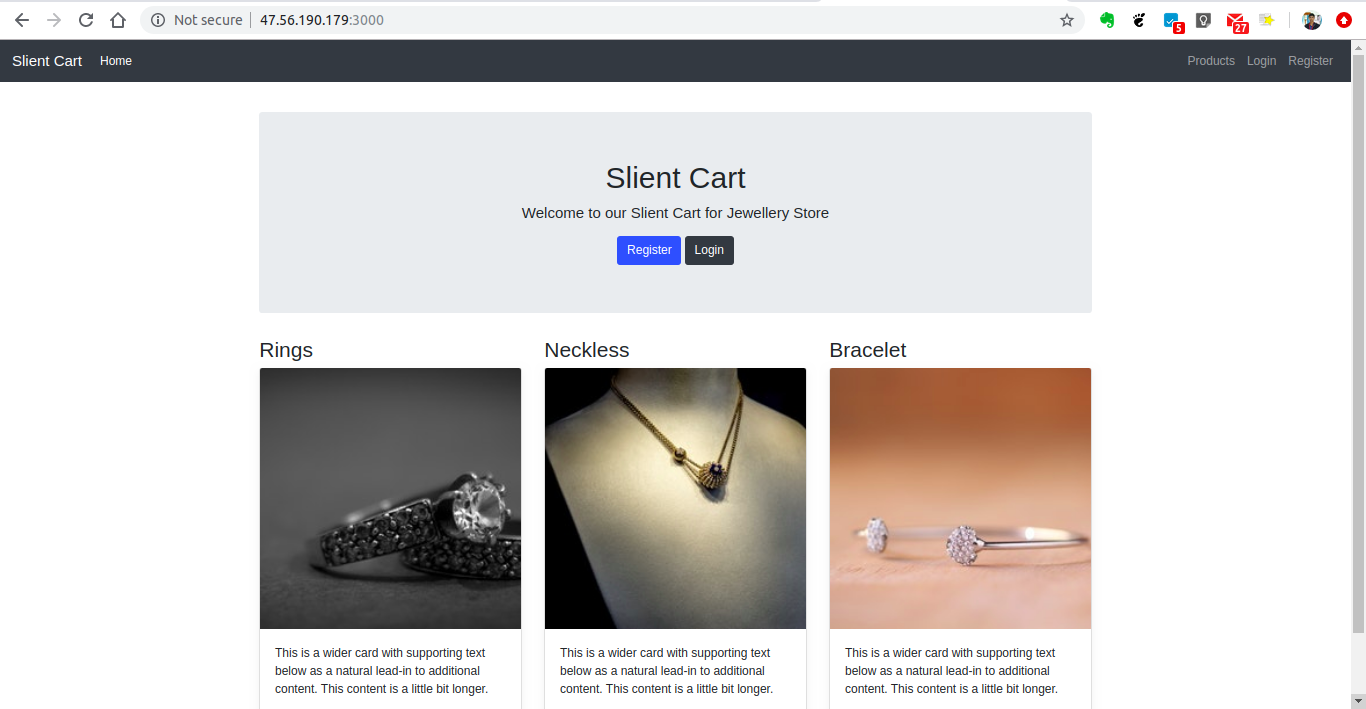 Not secure 47.56.190.179:3000
5
27
Slient Cart Home Products Login Register
Slient Cart
Welcome to our Slient Cart for Jewellery Store
Register Login
Rings Neckless Bracelet
This is a wider card with supporting text
below as a natural lead-in to additional
content. This content is a little bit longer.
This is a wider card with supporting text
below as a natural lead-in to additional
content. This content is a little bit longer.
This is a wider card with supporting text
below as a natural lead-in to additional
content. This content is a little bit longer.